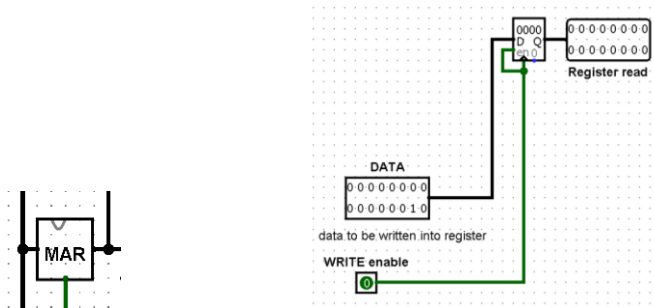 0000
D Q
en 0
0 0 0 0 0 0 0 0
0 0 0 0 0 0 0 0
Register read
DATA
0 0 0 0 0 0 0 0
0 0 0 0 0 0 1 0
data to be written into register
WRITE enable
0
MAR